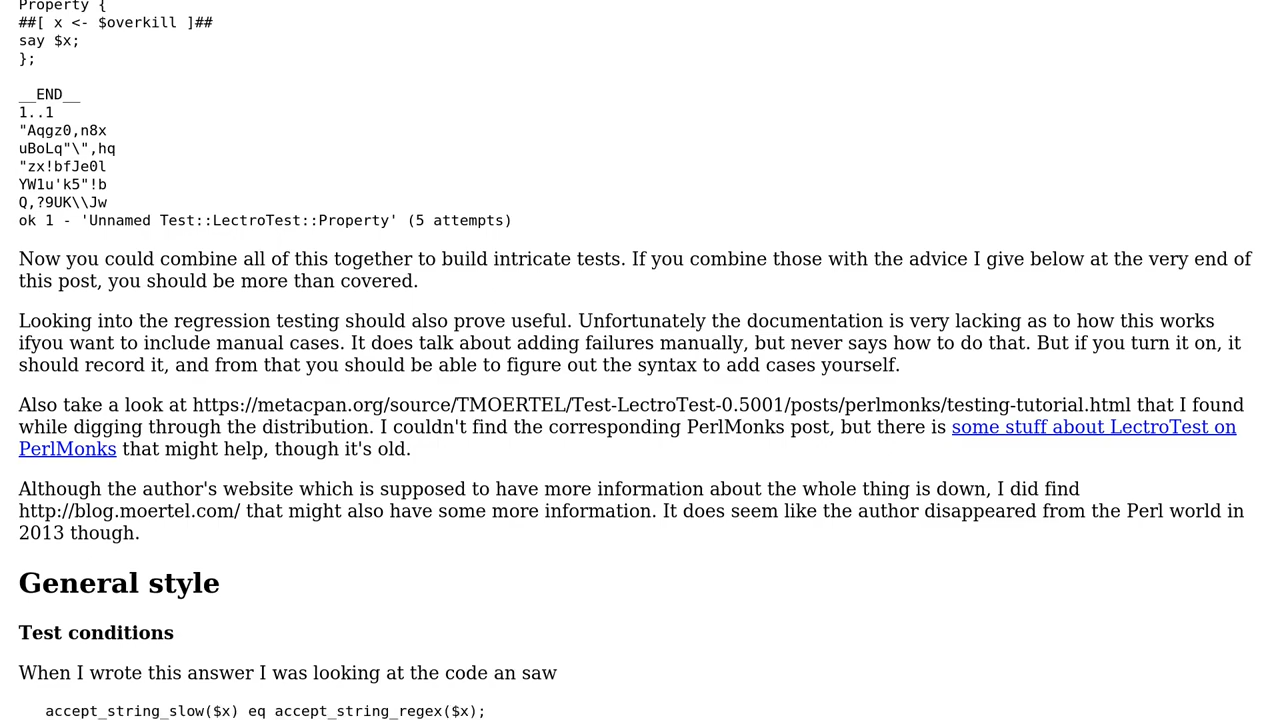 Property {
##[ x <- $overkill ]##
say $x;
};
__END__
1..1
"Aqgz0,n8x
uBoLq"\",hq
"zx!bfJe0l
YW1u'k5"!b
Q,?9UK\\Jw
ok 1 - 'Unnamed Test::LectroTest::Property' (5 attempts)
Now you could combine all of this together to build intricate tests. If you combine those with the advice I give below at the very end of
this post, you should be more than covered.
Looking into the regression testing should also prove useful. Unfortunately the documentation is very lacking as to how this works
ifyou want to include manual cases. It does talk about adding failures manually, but never says how to do that. But if you turn it on, it
should record it, and from that you should be able to figure out the syntax to add cases yourself.
Also take a look at https://metacpan.org/source/TMOERTEL/Test-LectroTest-0.5001/posts/perlmonks/testing-tutorial.html that I found
while digging through the distribution. I couldn't find the corresponding PerlMonks post, but there is some stuff about LectroTest on
PerlMonks that might help, though it's old.
Although the author's website which is supposed to have more information about the whole thing is down, I did find
http://blog.moertel.com/ that might also have some more information. It does seem like the author disappeared from the Perl world in
2013 though.
General style
Test conditions
When I wrote this answer I was looking at the code an saw
accept_string_slow($x) eq accept_string_regex($x);